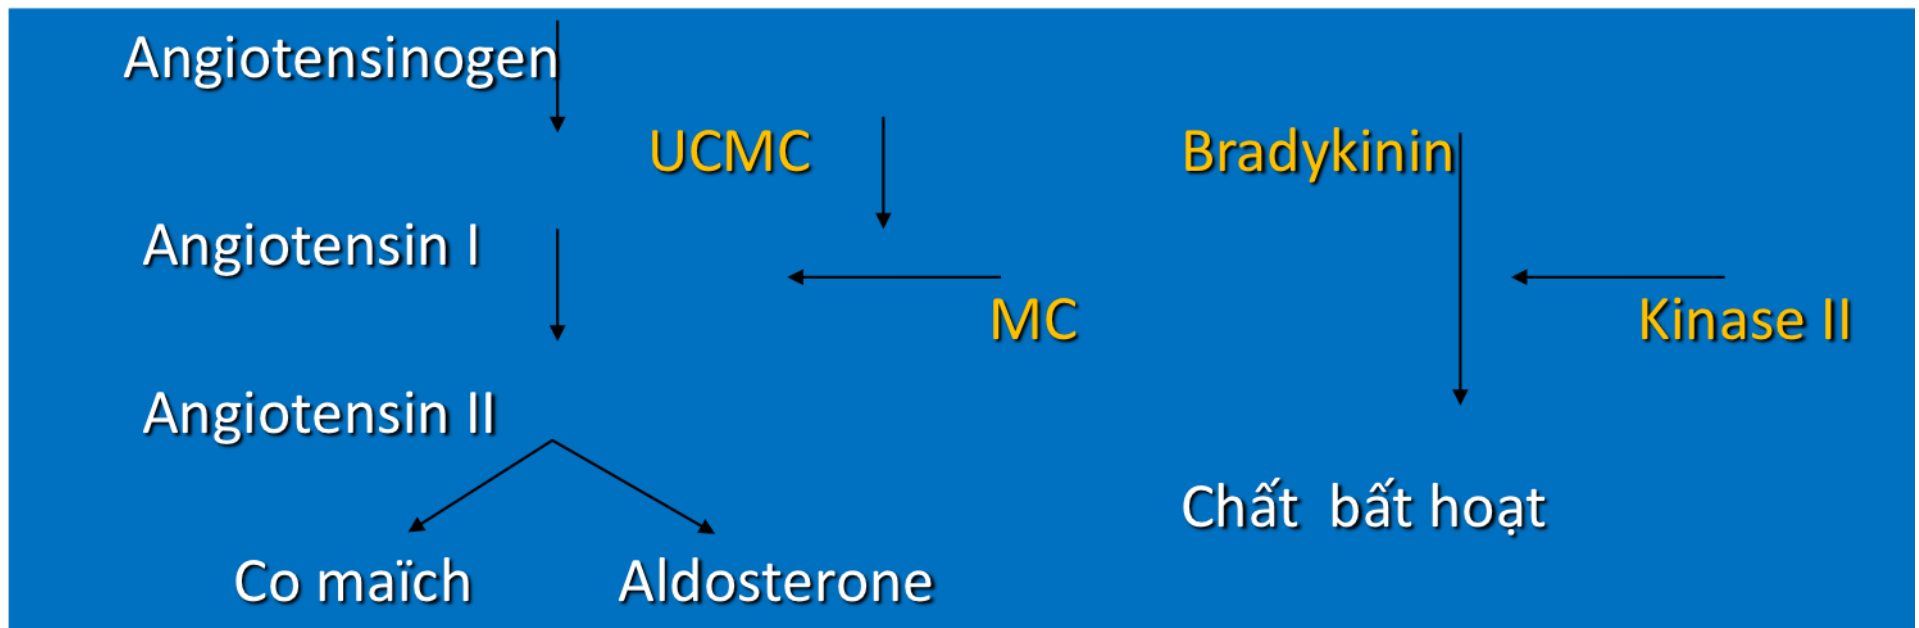 Angiotensinogen
UCMC
Bradykinin
Angiotensin I
MC
Kinase II
Angiotensin II
Chất bất hoạt
Co maïch
Aldosterone